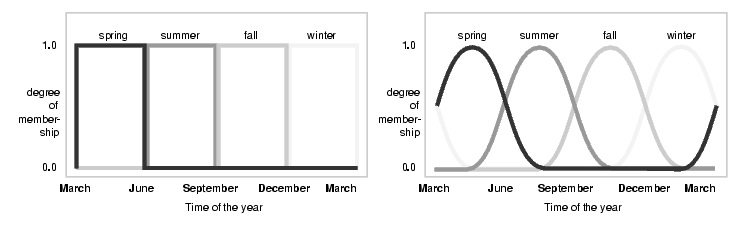 spring summer fall winter
1.0
degree
of
member-
ship
0.0
March June September December March
Time of the year
spring summer fall winter
1.0
degree
of
member-
ship
0.0
March June September December March
Time of the year